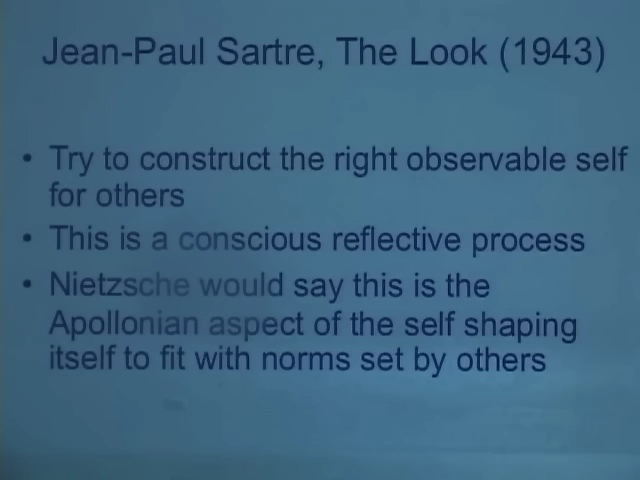 Jean-Paul Sartre, The Look (1943)
• Try to construct the right observable self
for others
• This is a conscious reflective process
• Nietzsche would say this is the
Apollonian aspect of the self shaping
itself to fit with norms set by others